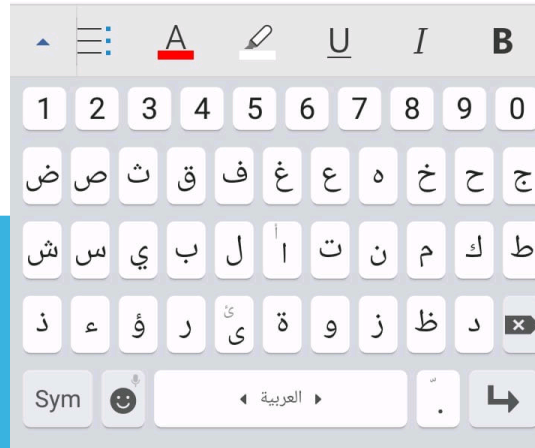 A U I B
1 2 3 4 5 6 7 8 9 0
ض ص ث ق ف غ ع ه خ ح ج
ش س ي ب ل ا أ ت ن م ك ط
ذ ء ؤ ر ى ئ ة و ز ظ د
Sym العربية .